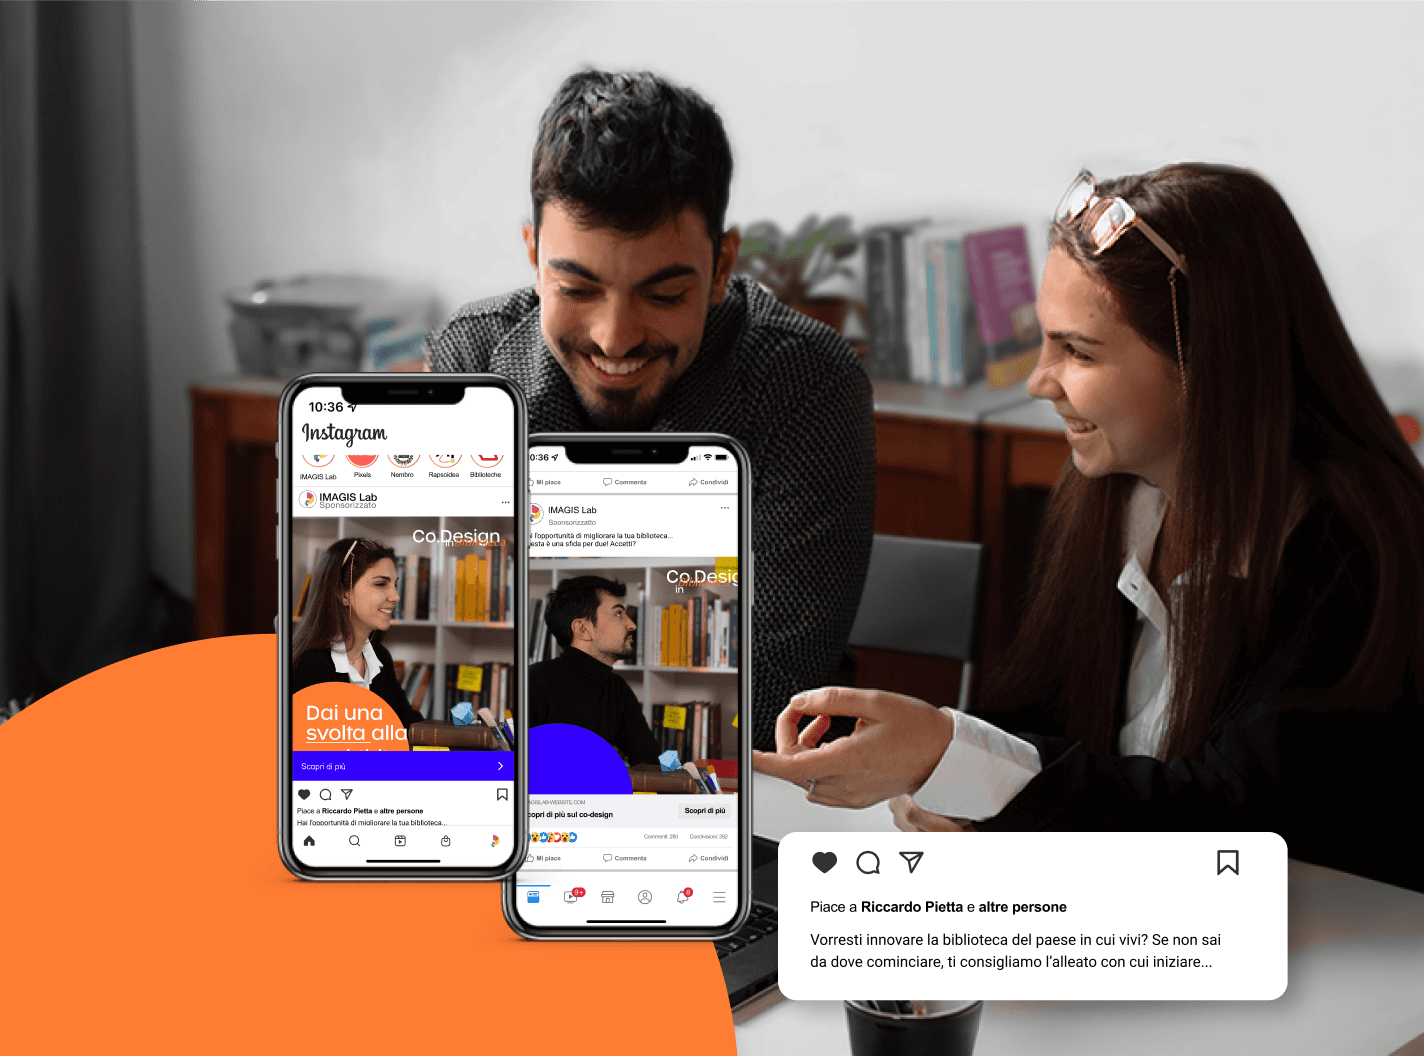 10:36
Instagram
IMAGIS Lab
Pixels
Nembro
Rapsoidea
Biblioteche
IMAGIS Lab
Sponsorizzato
Co.Design
in
Dai una
svolta alla
Scopri di più
Piace a Riccardo Pietta e altre persone
Hai l'opportunità di migliorare la tua biblioteca...
0:36
Mi piace
Commenta
Condividi
IMAGIS Lab
Sponsorizzatto
i l'opportunità di migliorare la tua biblioteca...
esta è una sfida per due! Accetti?
Co.Desig
in
AGISLAB-WEBSITE.COM
opri di più sul co-design
Scopri di più
Commenti: 280
Condivisioni: 392
Mi piace
Commenta
Condividi
9+
8
Piace a Riccardo Pietta e altre persone
Vorresti innovare la biblioteca del paese in cui vivi? Se non sai
da dove cominciare, ti consigliamo l'alleato con cui iniziare...